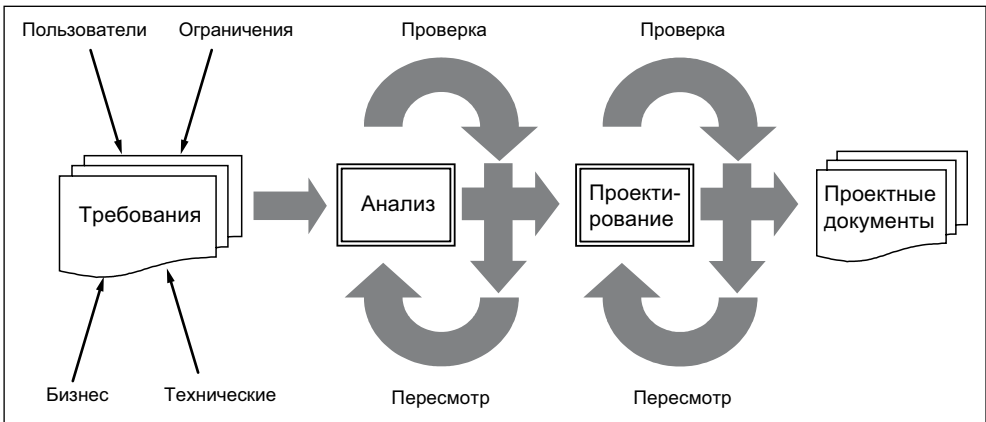 Пользователи
Ограничения
Проверка
Проверка
Требования
Анализ
Проекти-
рование
Проектные
документы
Бизнес
Технические
Пересмотр
Пересмотр